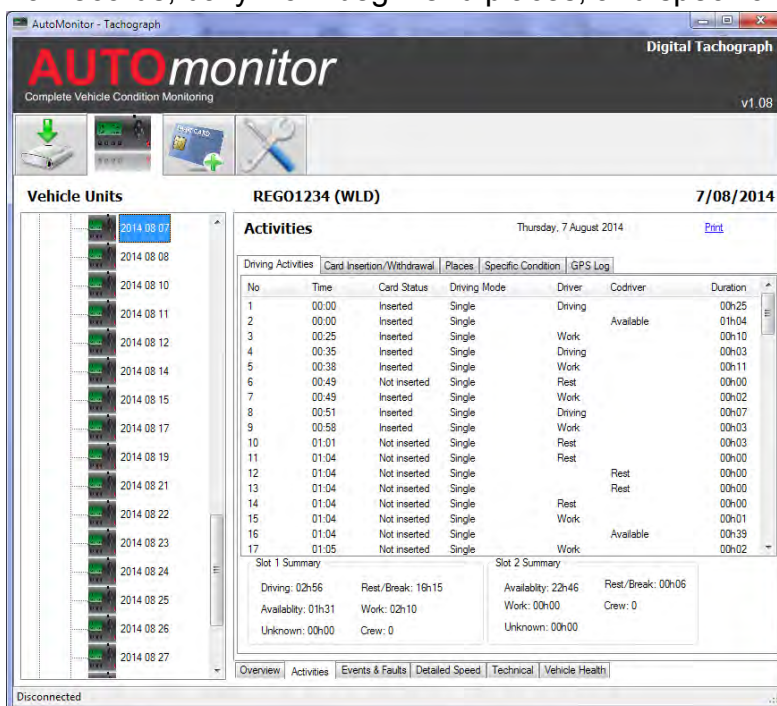 AutoMonitor - Tachograph
AUTOmonitor
Complete Vehicle Condition Monitoring
Digital Tachograph
v1.08
Vehicle Units
REGO1234 (WLD)
7/08/2014
2014 08 07
2014 08 08
2014 08 10
2014 08 11
2014 08 12
2014 08 14
2014 08 15
2014 08 17
2014 08 19
2014 08 21
2014 08 22
2014 08 23
2014 08 24
2014 08 25
2014 08 26
2014 08 27
Activities Thursday, 7 August 2014 Print
Driving Activities Card Insertion/Withdrawal Places Specific Condition GPS Log
No Time Card Status Driving Mode Driver Codriver Duration
1 00:00 Inserted Single Driving 00h25
2 00:00 Inserted Single Available 01h04
3 00:25 Inserted Single Work 00h10
4 00:35 Inserted Single Driving 00h03
5 00:38 Inserted Single Work 00h11
6 00:49 Not inserted Single Rest 00h00
7 00:49 Inserted Single Work 00h02
8 00:51 Inserted Single Driving 00h07
9 00:58 Inserted Single Work 00h03
10 01:01 Not inserted Single Rest 00h03
11 01:04 Not inserted Single Rest 00h00
12 01:04 Not inserted Single Rest 00h00
13 01:04 Not inserted Single Rest 00h00
14 01:04 Not inserted Single Rest 00h00
15 01:04 Not inserted Single Work 00h01
16 01:04 Not inserted Single Available 00h39
17 01:05 Not inserted Single Work 00h02
Slot 1 Summary
Driving: 02h56 Rest/Break: 16h15
Availablity: 01h31 Work: 02h10
Unknown: 00h00 Crew: 0
Slot 2 Summary
Availablity: 22h46 Rest/Break: 00h06
Work: 00h00 Crew: 0
Unknown: 00h00
Overview Activities Events & Faults Detailed Speed Technical Vehicle Health
Disconnected